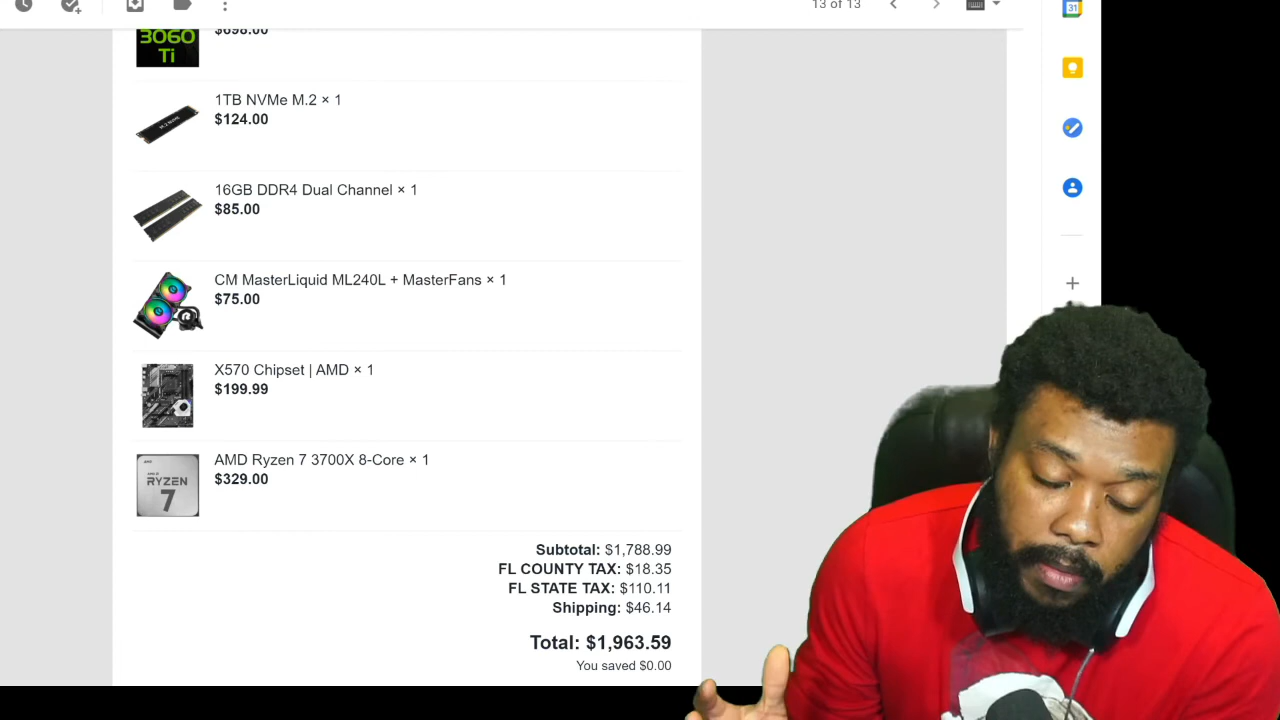 13 of 13
31
3060
Ti
$698.00
1TB NVMe M.2 × 1
$124.00
M.2 NVME
16GB DDR4 Dual Channel × 1
$85.00
CM MasterLiquid ML240L + MasterFans × 1
$75.00
X570 Chipset | AMD × 1
$199.99
AMD Ryzen 7 3700X 8-Core × 1
$329.00
RYZEN
7
Subtotal: $1,788.99
FL COUNTY TAX: $18.35
FL STATE TAX: $110.11
Shipping: $46.14
Total: $1,963.59
You saved $0.00